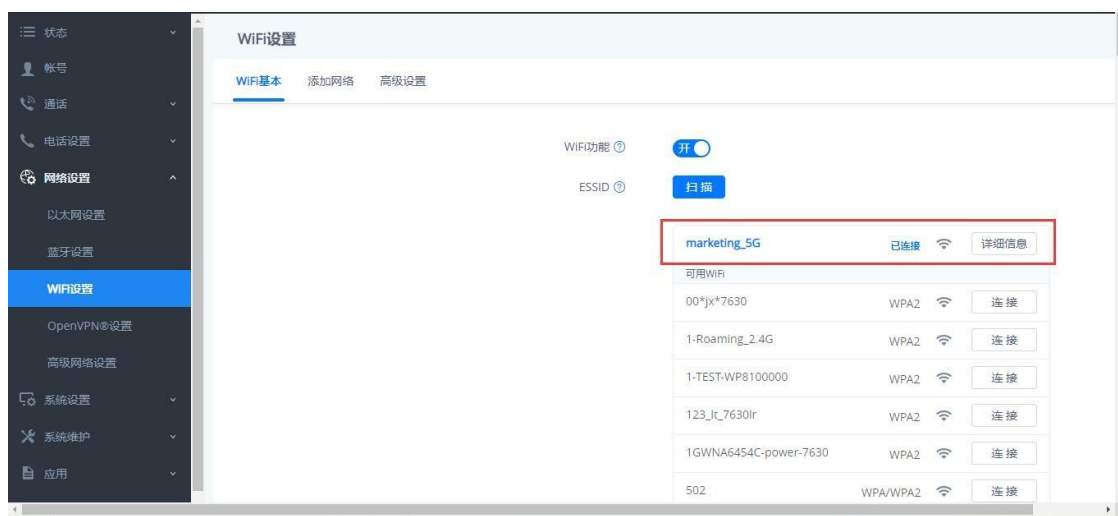 状态
帐号
通话
电话设置
网络设置
以太网设置
蓝牙设置
WiFi设置
OpenVPN®设置
高级网络设置
系统设置
系统维护
应用
WiFi设置
WiFi基本 添加网络 高级设置
WiFi功能 ? 开
ESSID ? 扫描
marketing_5G 已连接 详细信息
可用WiFi
00*jx*7630 WPA2 连接
1-Roaming_2.4G WPA2 连接
1-TEST-WP8100000 WPA2 连接
123_lt_7630lr WPA2 连接
1GWNA6454C-power-7630 WPA2 连接
502 WPA/WPA2 连接